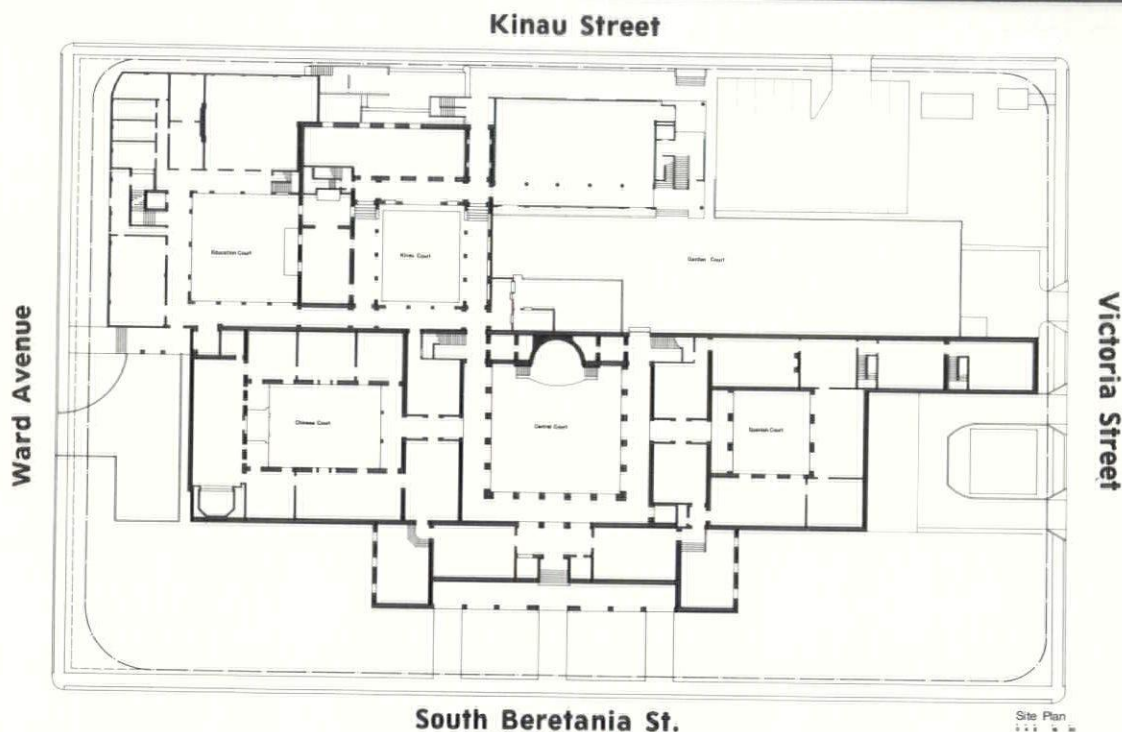 Kinau Street
Education Court
Kinau Court
Garden Court
Ward Avenue
Victoria Street
Chinese Court
Central Court
Spanish Court
South Beretania St.
Site Plan